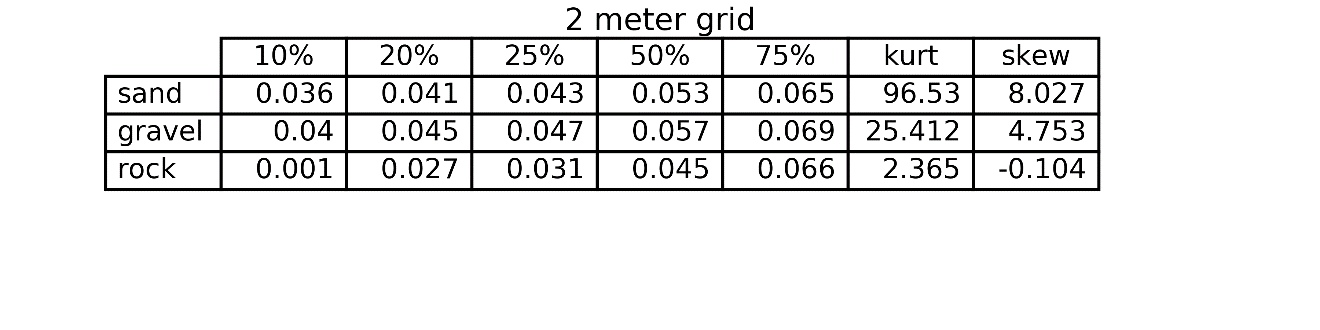 2 meter grid
10% 20% 25% 50% 75% kurt skew
sand 0.036 0.041 0.043 0.053 0.065 96.53 8.027
gravel 0.04 0.045 0.047 0.057 0.069 25.412 4.753
rock 0.001 0.027 0.031 0.045 0.066 2.365 -0.104